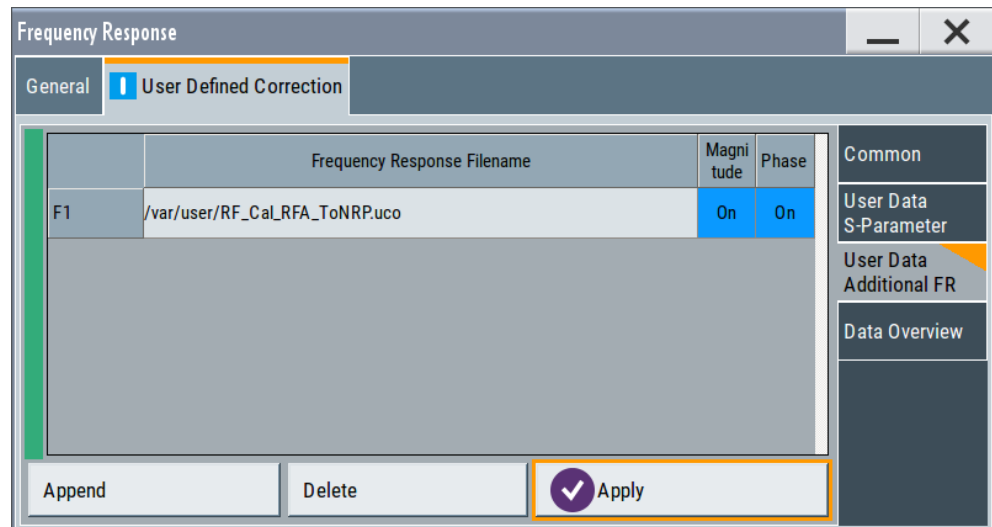 Frequency Response
General
User Defined Correction
Frequency Response Filename
Magni
tude
Phase
F1
/var/user/RF_Cal_RFA_ToNRP.uco
On
On
Common
User Data
S-Parameter
User Data
Additional FR
Data Overview
Append
Delete
Apply